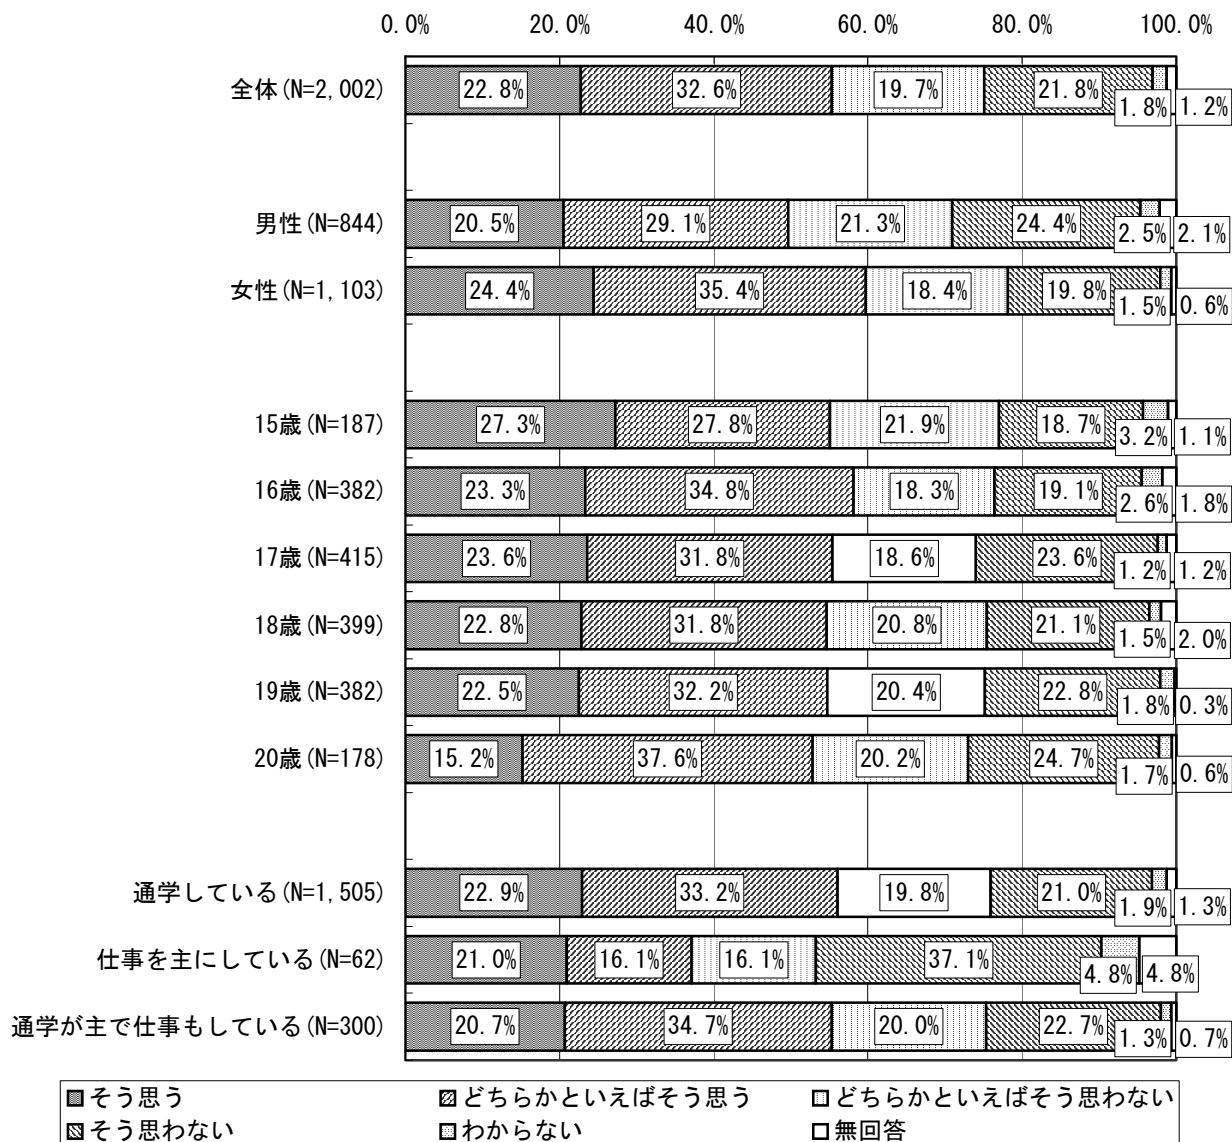 0.0% 20.0% 40.0% 60.0% 80.0% 100.0%
全体(N=2,002) 22.8% 32.6% 19.7% 21.8% 1.8% 1.2%
男性(N=844) 20.5% 29.1% 21.3% 24.4% 2.5% 2.1%
女性(N=1,103) 24.4% 35.4% 18.4% 19.8% 1.5% 0.6%
15歳(N=187) 27.3% 27.8% 21.9% 18.7% 3.2% 1.1%
16歳(N=382) 23.3% 34.8% 18.3% 19.1% 2.6% 1.8%
17歳(N=415) 23.6% 31.8% 18.6% 23.6% 1.2% 1.2%
18歳(N=399) 22.8% 31.8% 20.8% 21.1% 1.5% 2.0%
19歳(N=382) 22.5% 32.2% 20.4% 22.8% 1.8% 0.3%
20歳(N=178) 15.2% 37.6% 20.2% 24.7% 1.7% 0.6%
通学している(N=1,505) 22.9% 33.2% 19.8% 21.0% 1.9% 1.3%
仕事を主にしている(N=62) 21.0% 16.1% 16.1% 37.1% 4.8% 4.8%
通学が主で仕事もしている(N=300) 20.7% 34.7% 20.0% 22.7% 1.3% 0.7%
そう思う どちらかといえばそう思う どちらかといえばそう思わない
そう思わない わからない 無回答